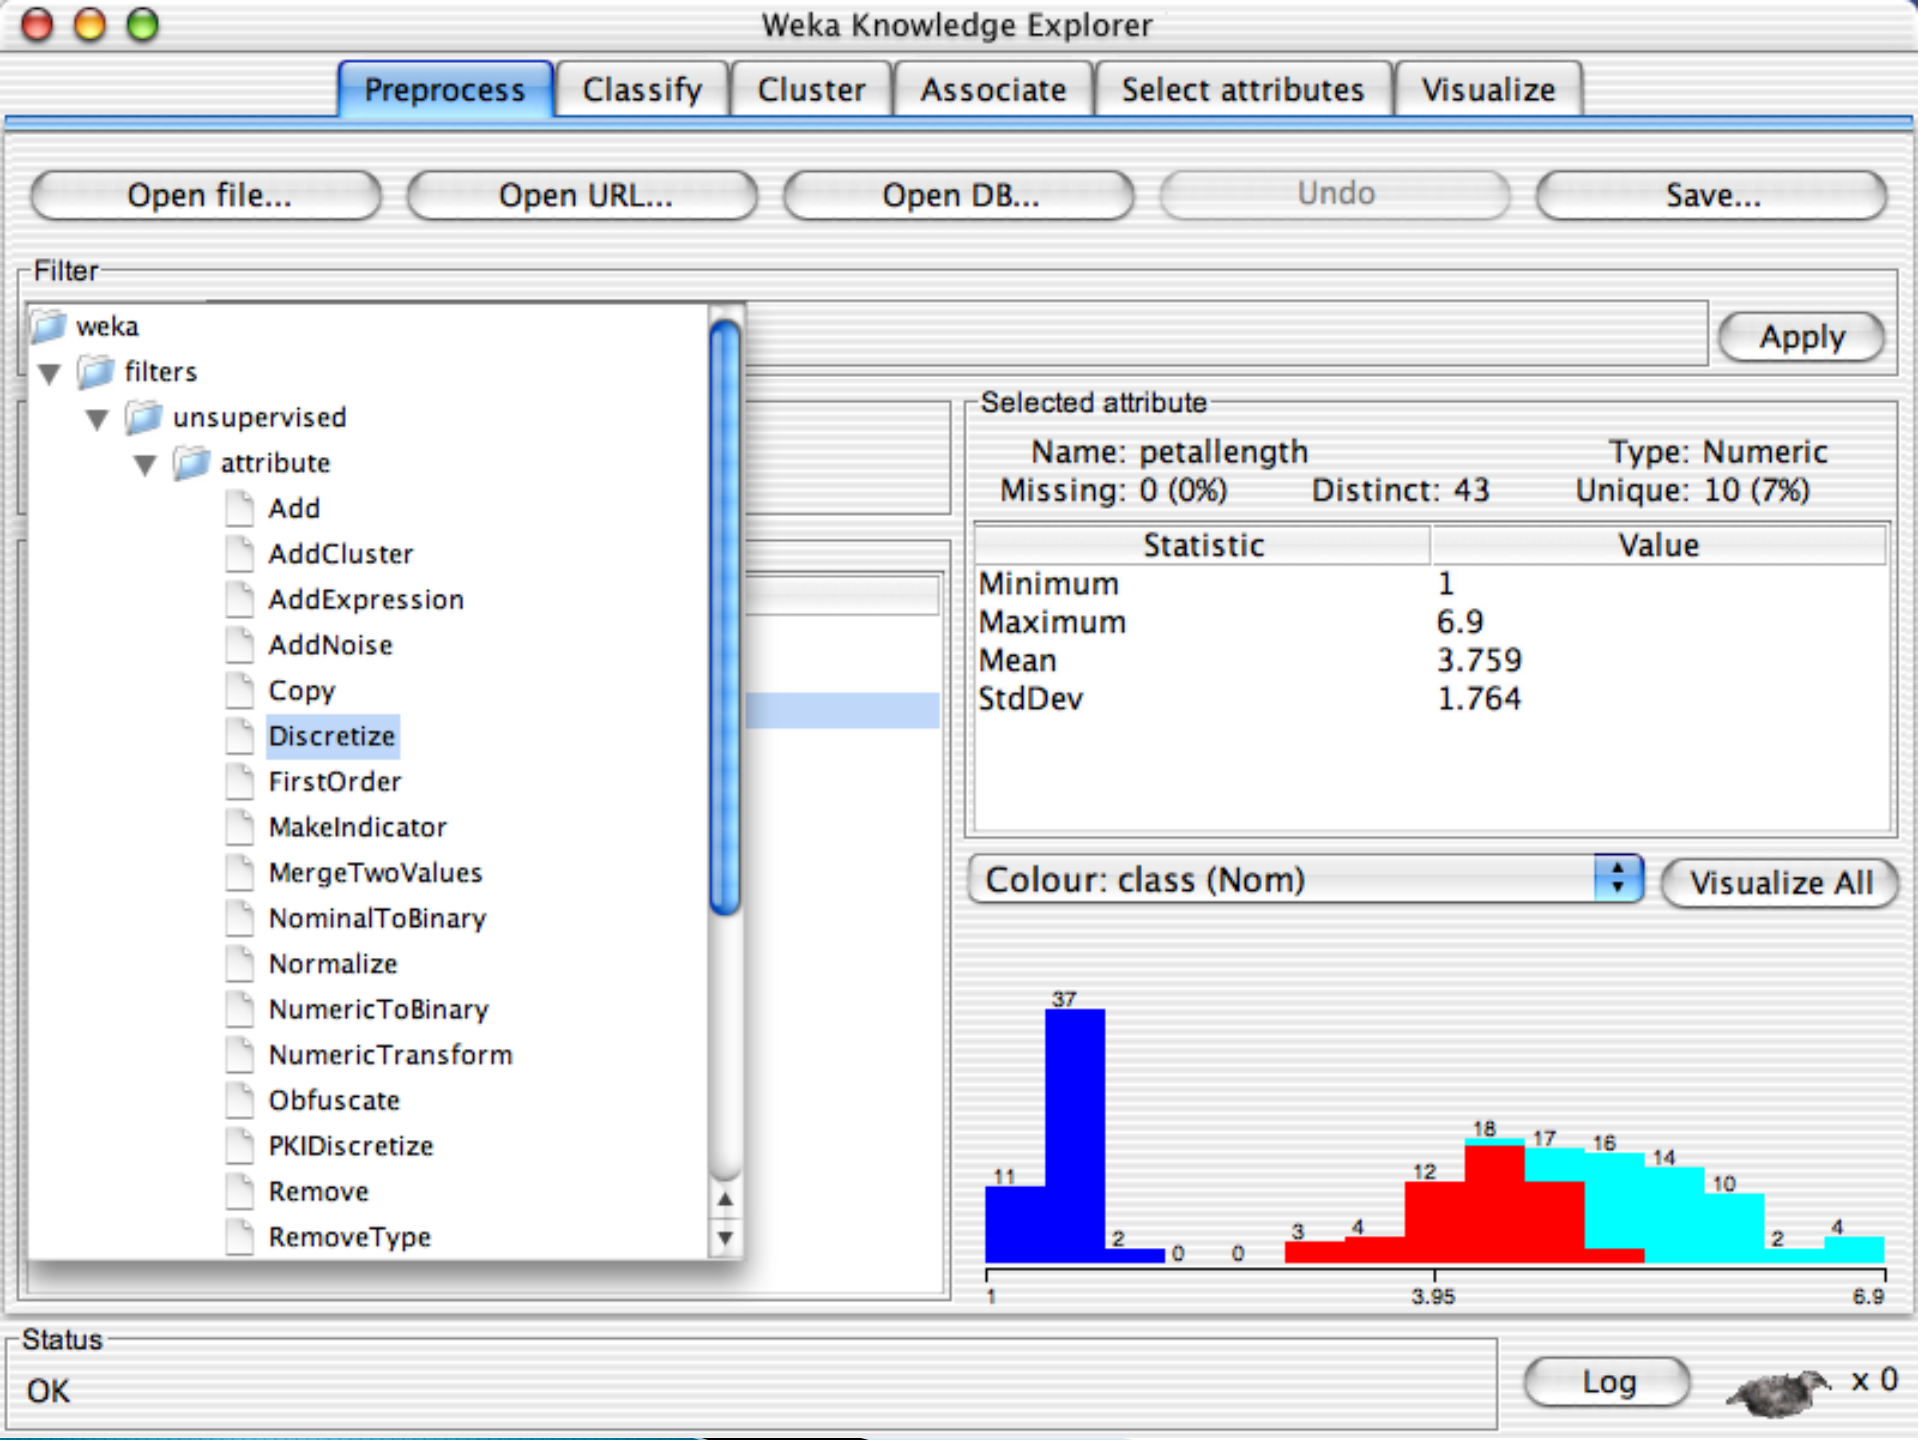 Weka Knowledge Explorer
Preprocess Classify Cluster Associate Select attributes Visualize
Open file... Open URL... Open DB... Undo Save...
Filter
weka
filters
unsupervised
attribute
Add
AddCluster
AddExpression
AddNoise
Copy
Discretize
FirstOrder
MakeIndicator
MergeTwoValues
NominalToBinary
Normalize
NumericToBinary
NumericTransform
Obfuscate
PKIDiscretize
Remove
RemoveType
Apply
Selected attribute
Name: petallength Type: Numeric
Missing: 0 (0%) Distinct: 43 Unique: 10 (7%)
Statistic Value
Minimum 1
Maximum 6.9
Mean 3.759
StdDev 1.764
Colour: class (Nom) Visualize All
37
18 17 16 14
11 12 10
2 0 0 3 4 2 4
1 3.95 6.9
Status
OK
Log x 0